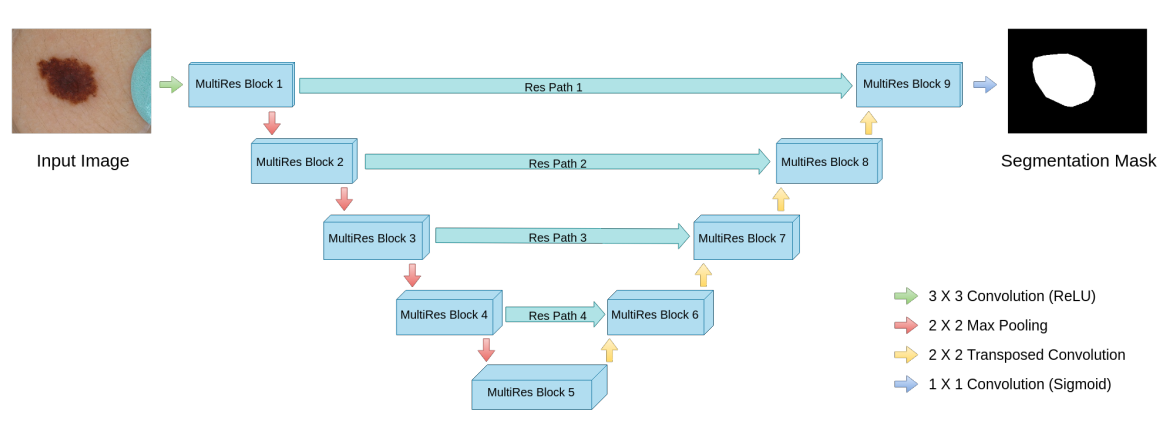 MultiRes Block 1
Res Path 1
MultiRes Block 9
Input Image
MultiRes Block 2
Res Path 2
MultiRes Block 8
Segmentation Mask
MultiRes Block 3
Res Path 3
MultiRes Block 7
MultiRes Block 4
Res Path 4
MultiRes Block 6
MultiRes Block 5
3 X 3 Convolution (ReLU)
2 X 2 Max Pooling
2 X 2 Transposed Convolution
1 X 1 Convolution (Sigmoid)